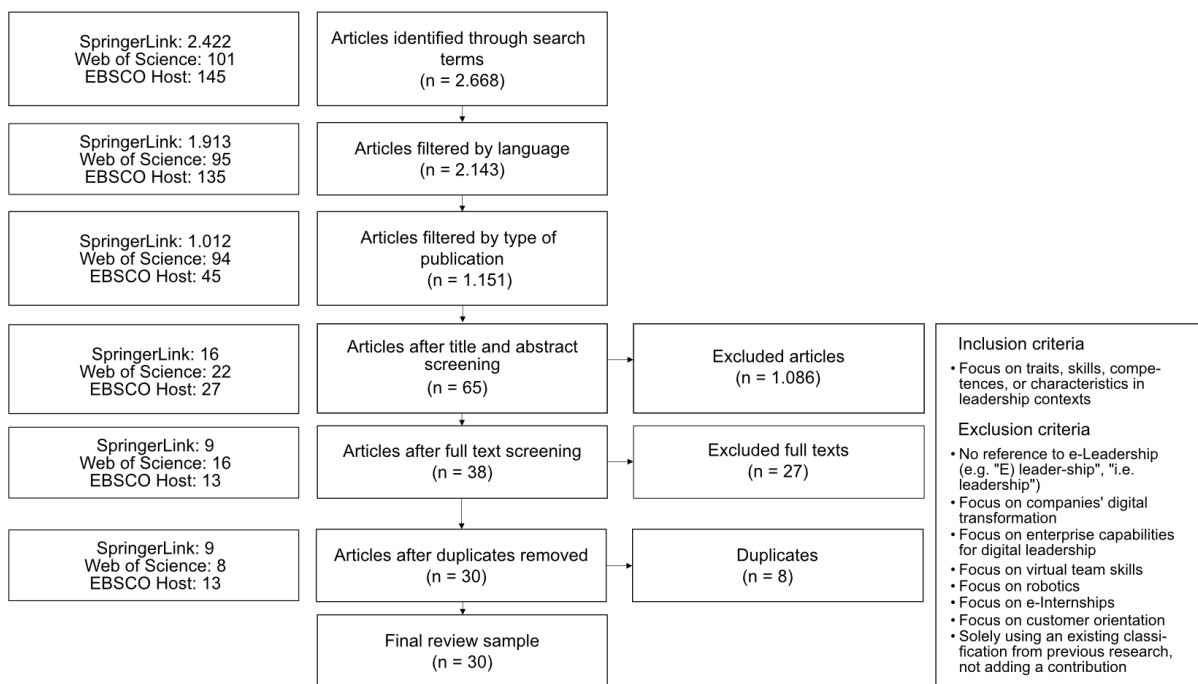 SpringerLink: 2.422
Web of Science: 101
EBSCO Host: 145
Articles identified through search
terms
(n = 2.668)
SpringerLink: 1.913
Web of Science: 95
EBSCO Host: 135
Articles filtered by language
(n = 2.143)
SpringerLink: 1.012
Web of Science: 94
EBSCO Host: 45
Articles filtered by type of
publication
(n = 1.151)
SpringerLink: 16
Web of Science: 22
EBSCO Host: 27
Articles after title and abstract
screening
(n = 65)
Excluded articles
(n = 1.086)
SpringerLink: 9
Web of Science: 16
EBSCO Host: 13
Articles after full text screening
(n = 38)
Excluded full texts
(n = 27)
SpringerLink: 9
Web of Science: 8
EBSCO Host: 13
Articles after duplicates removed
(n = 30)
Duplicates
(n = 8)
Final review sample
(n = 30)
Inclusion criteria
• Focus on traits, skills, compe-
tences, or characteristics in
leadership contexts
Exclusion criteria
• No reference to e-Leadership
(e.g. "E) leader-ship", "i.e.
leadership")
• Focus on companies' digital
transformation
• Focus on enterprise capabilities
for digital leadership
• Focus on virtual team skills
• Focus on robotics
• Focus on e-Internships
• Focus on customer orientation
• Solely using an existing classi-
fication from previous research,
not adding a contribution